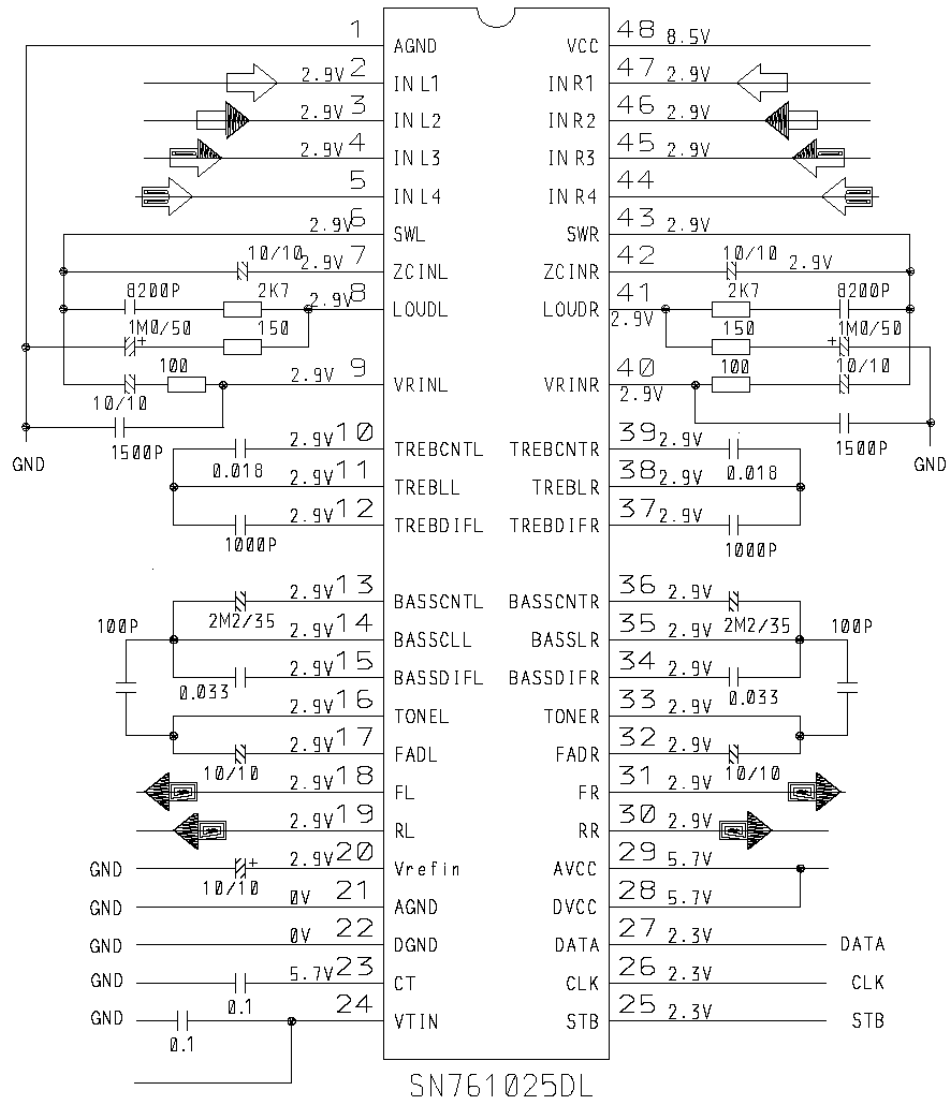 1 AGND VCC 48 8.5V
2.9V 2 INL1 INR1 47 2.9V
2.9V 3 INL2 INR2 46 2.9V
2.9V 4 INL3 INR3 45 2.9V
5 INL4 INR4 44
2.9V 6 SWL SWR 43 2.9V
10/10 2.9V 7 ZCINL ZCINR 42 10/10 2.9V
8200P 2K7 2.9V 8 LOUDL LOUDR 41 2.9V 2K7 8200P
1M0/50 + 150 150 + 1M0/50
100 2.9V 9 VRINL VRINR 40 2.9V 100 10/10
10/10
1500P 1500P
GND GND
2.9V 10 TREBCNTL TREBCNTR 39 2.9V
0.018 0.018
2.9V 11 TREBLL TREBLR 38 2.9V
2.9V 12 TREBDIFL TREBDIFR 37 2.9V
1000P 1000P
2.9V 13 BASSCNTL BASSCNTR 36 2.9V
100P 2M2/35 2M2/35 100P
2.9V 14 BASSCLL BASSLR 35 2.9V
2.9V 15 BASSDIFL BASSDIFR 34 2.9V
0.033 0.033
2.9V 16 TONEL TONER 33 2.9V
2.9V 17 FADL FADR 32 2.9V
10/10 10/10
2.9V 18 FL FR 31 2.9V
2.9V 19 RL RR 30 2.9V
GND + 2.9V 20 Vrefin AVCC 29 5.7V
10/10
GND 0V 21 AGND DVCC 28 5.7V
GND 0V 22 DGND DATA 27 2.3V DATA
GND 5.7V 23 CT CLK 26 2.3V CLK
0.1
GND 24 VTIN STB 25 2.3V STB
0.1
SN761025DL